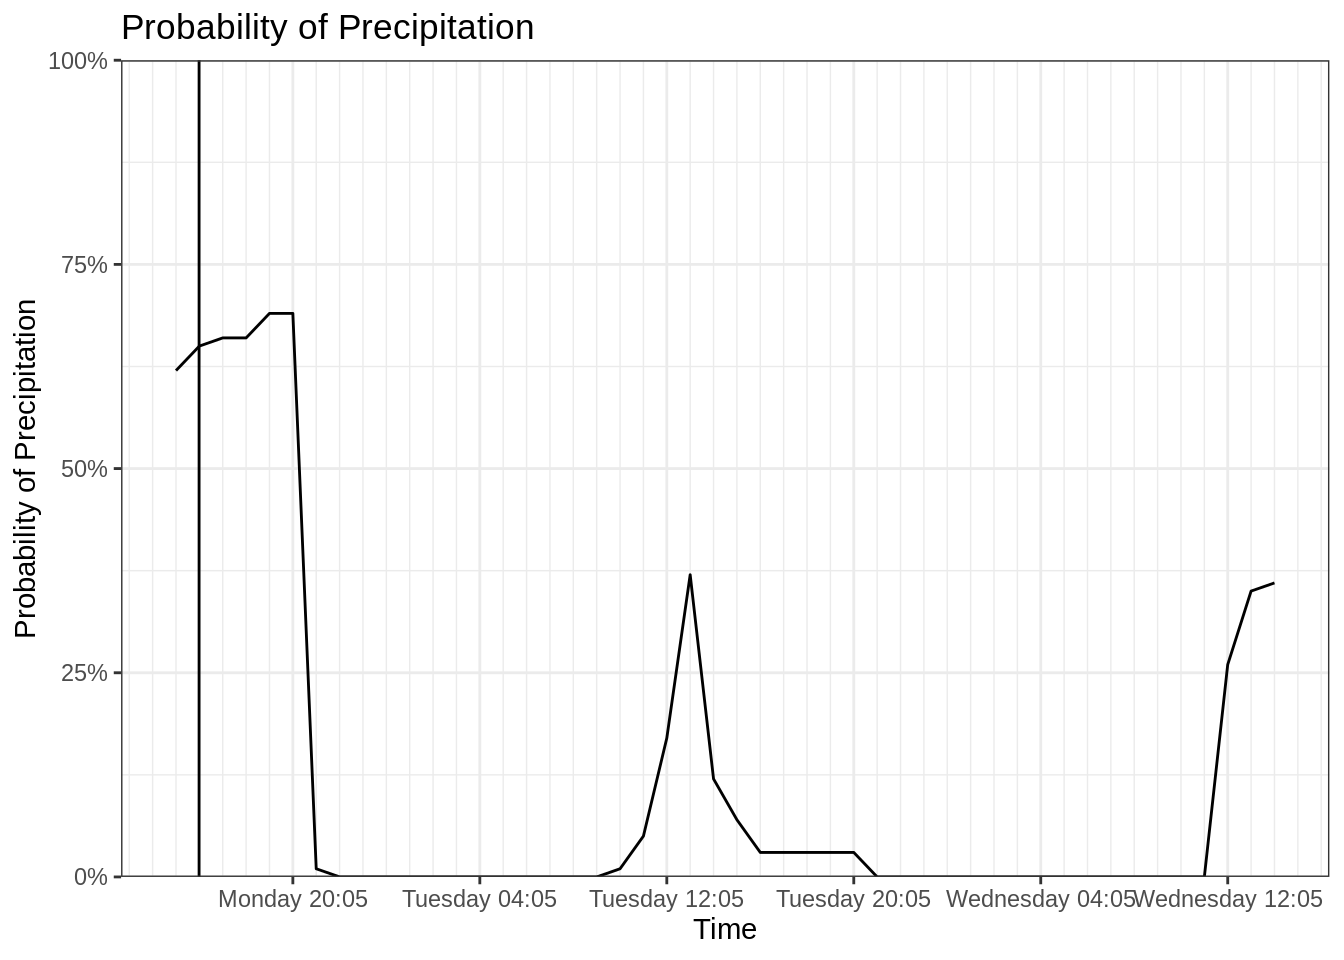 Probability of Precipitation
Probability of Precipitation
100%
75%
50%
25%
0%
Monday 20:05 Tuesday 04:05 Tuesday 12:05 Tuesday 20:05 Wednesday 04:05 Wednesday 12:05
Time